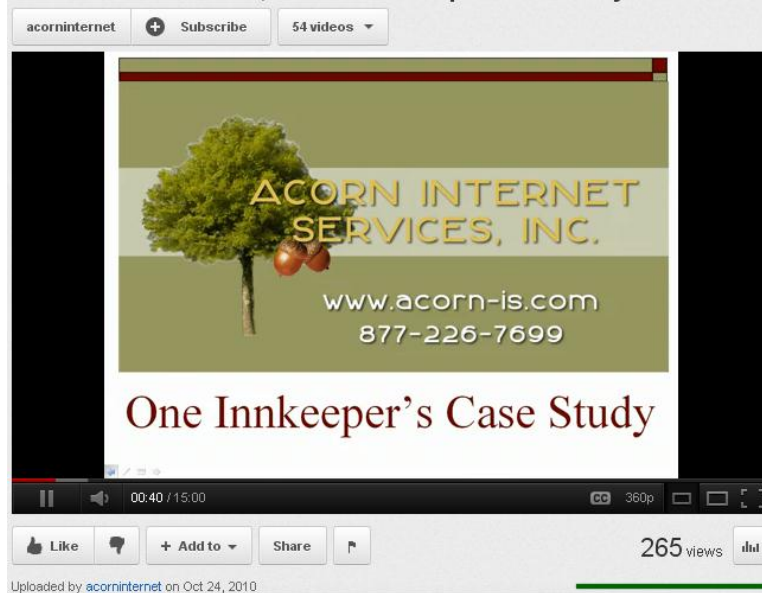 acorninternet Subscribe 54 videos
ACORN INTERNET
SERVICES, INC.
www.acorn-is.com
877-226-7699
One Innkeeper's Case Study
00:40 / 15:00 CC 360p
Like + Add to Share 265 views
Uploaded by acorninternet on Oct 24, 2010